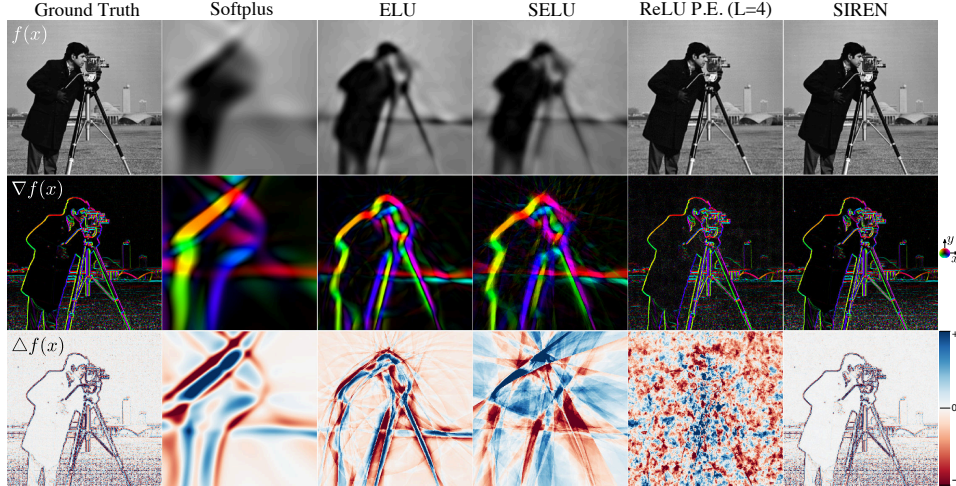 Ground Truth Softplus ELU SELU ReLU P.E. (L=4) SIREN
f(x)
∇f(x)
y
x
△f(x)
+
0
-